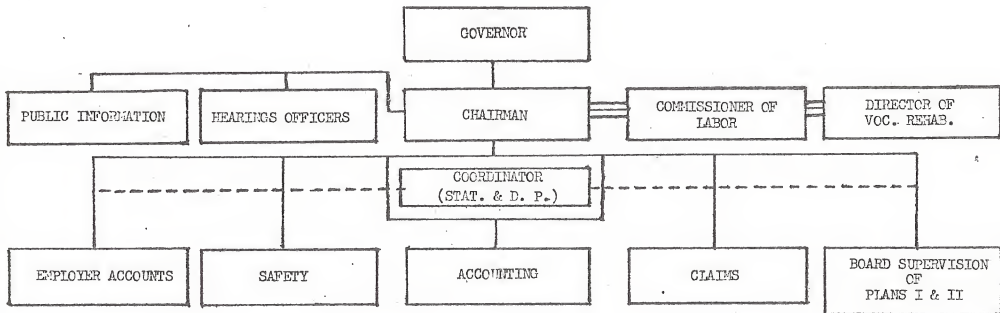 GOVERNOR
PUBLIC INFORMATION
HEARINGS OFFICERS
CHAIRMAN
COMMISSIONER OF
LABOR
DIRECTOR OF
VOC. REHAB.
COORDINATOR
(STAT. & D. P.)
EMPLOYER ACCOUNTS
SAFETY
ACCOUNTING
CLAIMS
BOARD SUPERVISION
OF
PLANS I & II